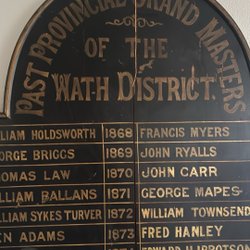 PAST PROVINCIAL GRAND MASTERS
OF THE
WATH DISTRICT.
WILLIAM HOLDSWORTH 1868 FRANCIS MYERS
GEORGE BRIGGS 1869 JOHN RYALLS
THOMAS LAW 1870 JOHN CARR
WILLIAM BALLANS 1871 GEORGE MAPES
WILLIAM SYKES TURVER 1872 WILLIAM TOWNSEND
ADAMS 1873 FRED HANLEY
EDWARD HARROTSON